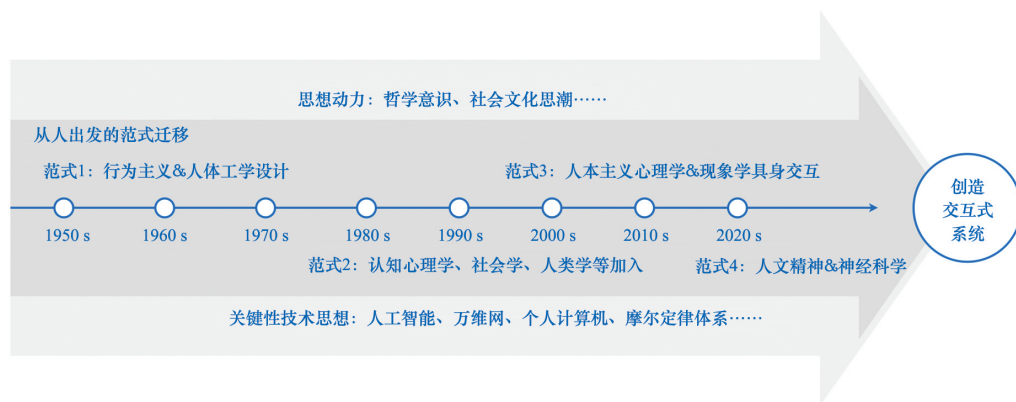 思想动力：哲学意识、社会文化思潮……
从人出发的范式迁移
范式1：行为主义&人体工学设计
范式3：人本主义心理学&现象学具身交互
1950 s 1960 s 1970 s 1980 s 1990 s 2000 s 2010 s 2020 s
范式2：认知心理学、社会学、人类学等加入
范式4：人文精神&神经科学
关键性技术思想：人工智能、万维网、个人计算机、摩尔定律体系……
创造
交互式
系统